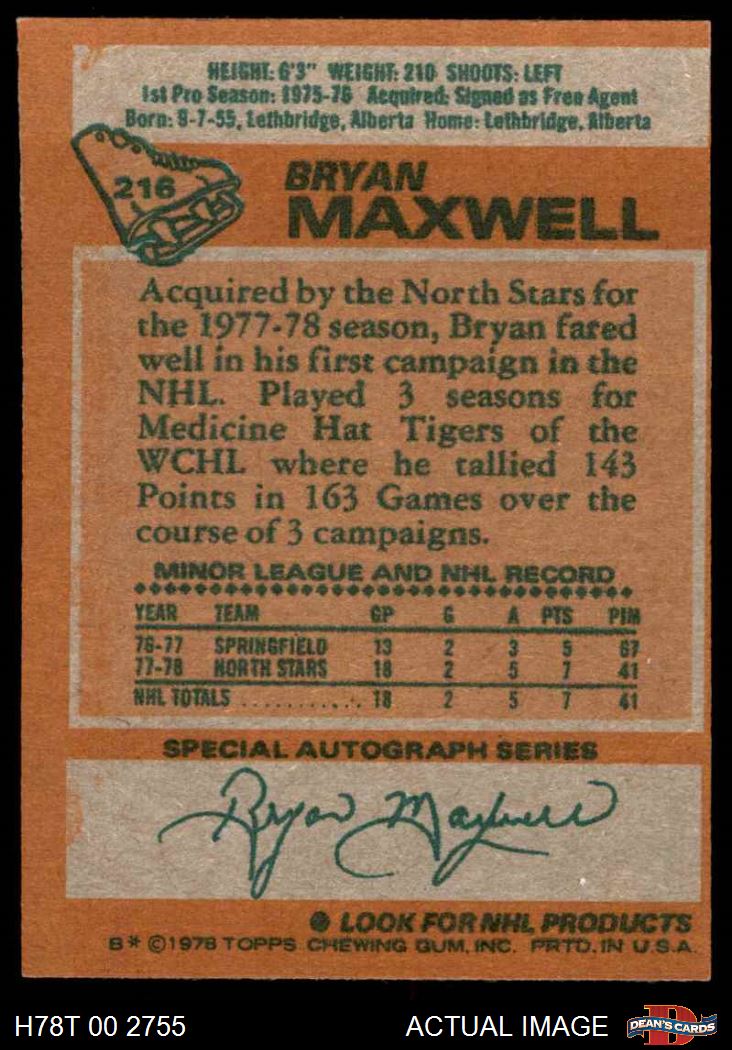 HEIGHT: 6'3" WEIGHT: 210 SHOOTS: LEFT
1st Pro Season: 1975-76 Acquired: Signed as Free Agent
Born: 9-7-55, Lethbridge, Alberta Home: Lethbridge, Alberta
216
BRYAN
MAXWELL
Acquired by the North Stars for
the 1977-78 season, Bryan fared
well in his first campaign in the
NHL. Played 3 seasons for
Medicine Hat Tigers of the
WCHL where he tallied 143
Points in 163 Games over the
course of 3 campaigns.
MINOR LEAGUE AND NHL RECORD
YEAR TEAM GP G A PTS PIM
76-77 SPRINGFIELD 13 2 3 5 67
77-78 NORTH STARS 18 2 5 7 41
NHL TOTALS ............ 18 2 5 7 41
SPECIAL AUTOGRAPH SERIES
Bryan Maxwell
● LOOK FOR NHL PRODUCTS
B* ©1978 TOPPS CHEWING GUM, INC. PRTD. IN U.S.A.
H78T 00 2755
ACTUAL IMAGE
D
DEAN'S CARDS